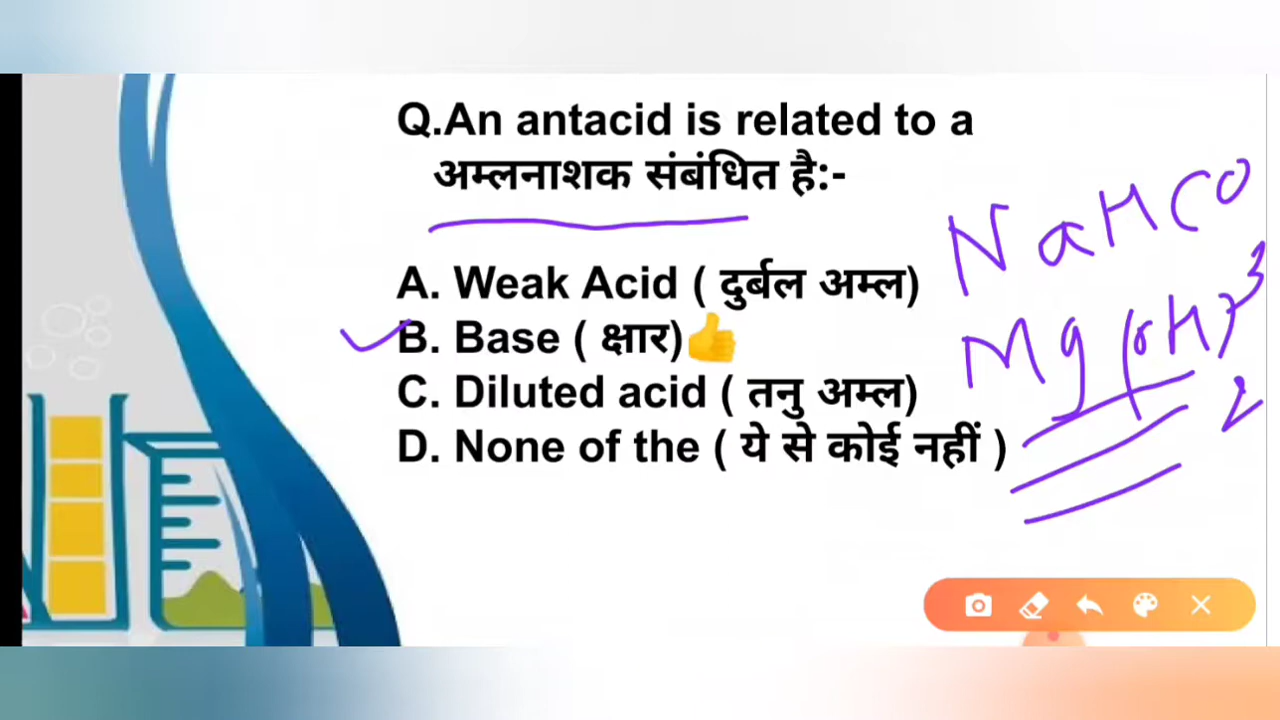 Q.An antacid is related to a
अम्लनाशक संबंधित है:-
A. Weak Acid ( दुर्बल अम्ल)
B. Base ( क्षार)👍
C. Diluted acid ( तनु अम्ल)
D. None of the ( ये से कोई नहीं )
NaHCO3
Mg(OH)2